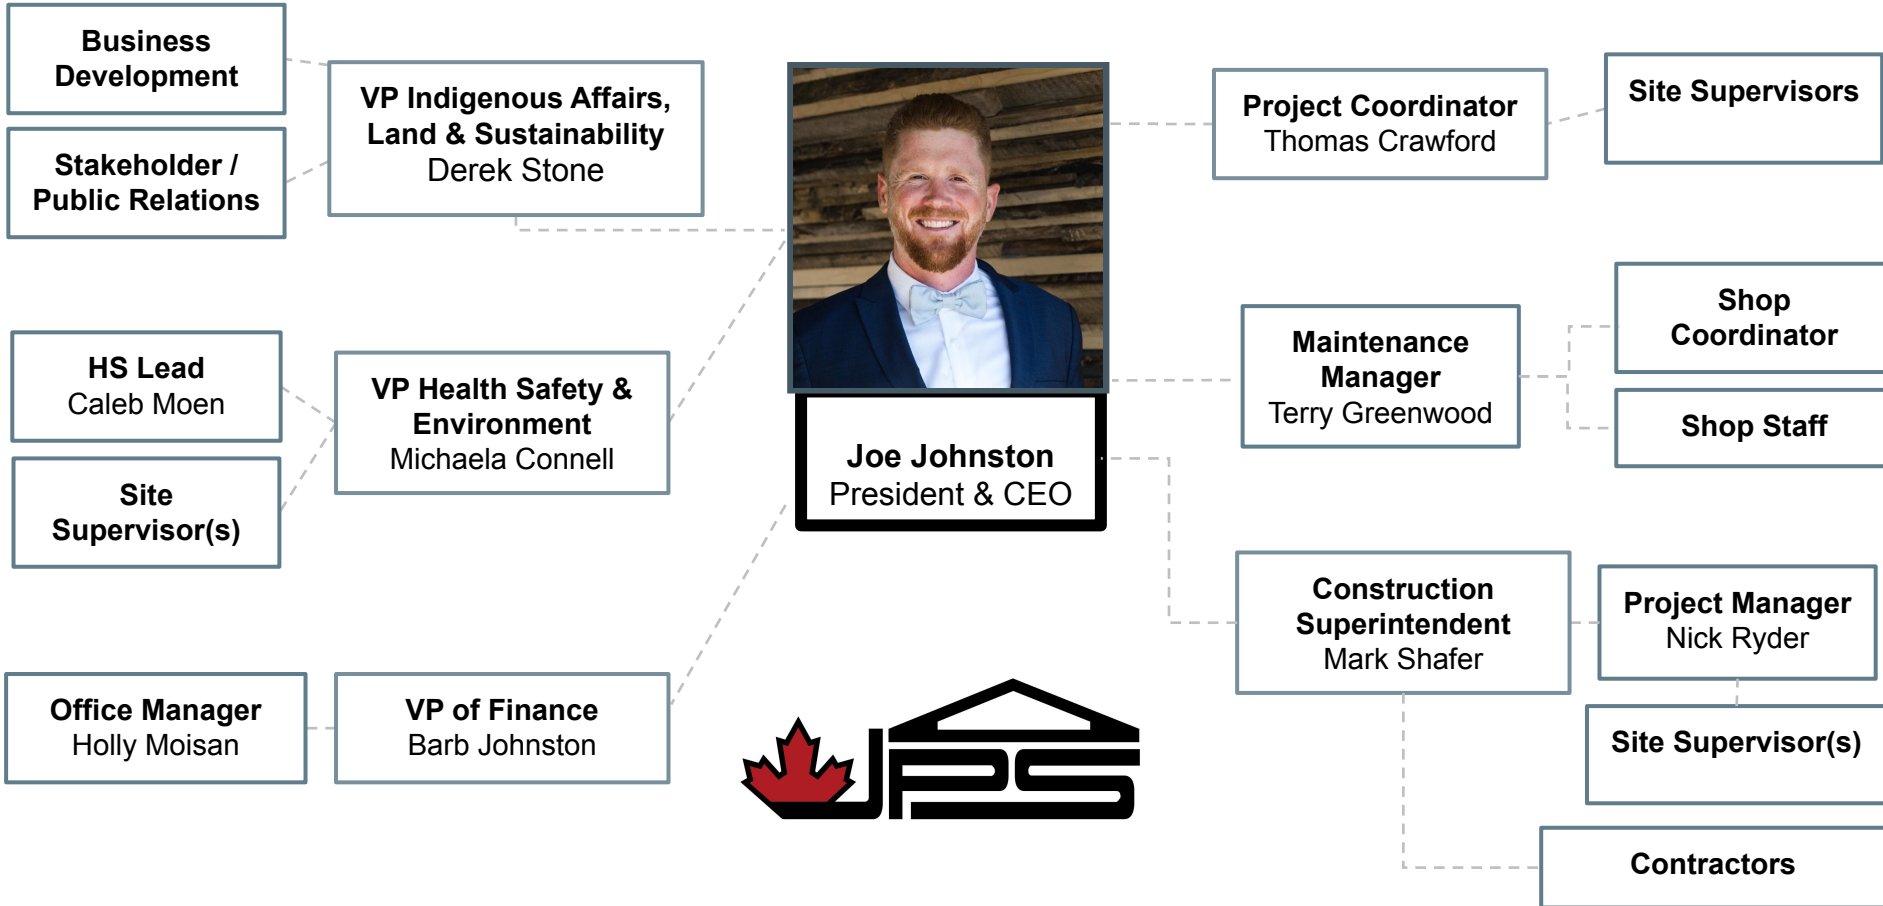 Business
Development
Stakeholder /
Public Relations
VP Indigenous Affairs,
Land & Sustainability
Derek Stone
HS Lead
Caleb Moen
Site
Supervisor(s)
VP Health Safety &
Environment
Michaela Connell
Office Manager
Holly Moisan
VP of Finance
Barb Johnston
Joe Johnston
President & CEO
JPS
Project Coordinator
Thomas Crawford
Site Supervisors
Maintenance
Manager
Terry Greenwood
Shop
Coordinator
Shop Staff
Construction
Superintendent
Mark Shafer
Project Manager
Nick Ryder
Site Supervisor(s)
Contractors